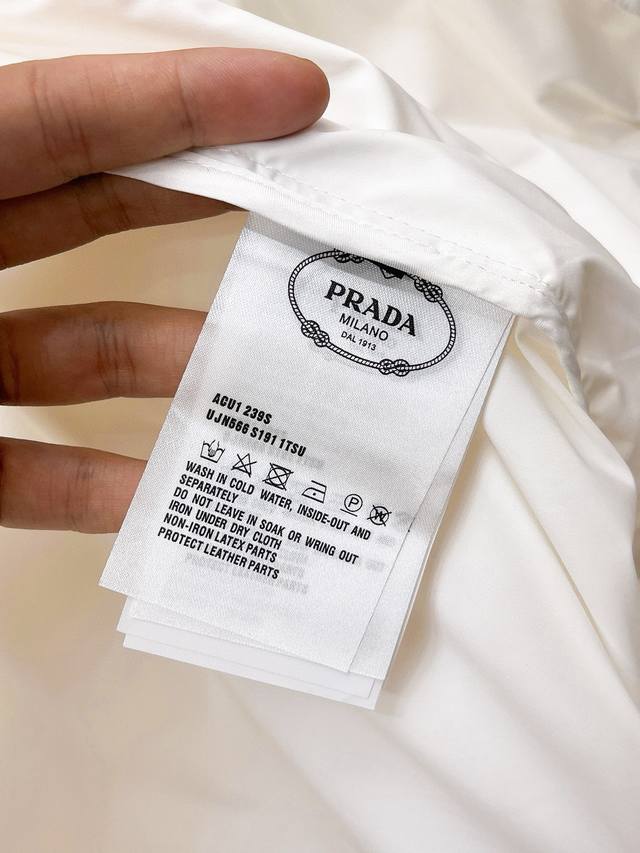 PRADA
MILANO
DAL 1913
ACU1 239S
UJN566 S191 1TSU
WASH IN COLD WATER, INSIDE-OUT AND
SEPARATELY
DO NOT LEAVE IN SOAK OR WRING OUT
IRON UNDER DRY CLOTH
NON-IRON LATEX PARTS
PROTECT LEATHER PARTS